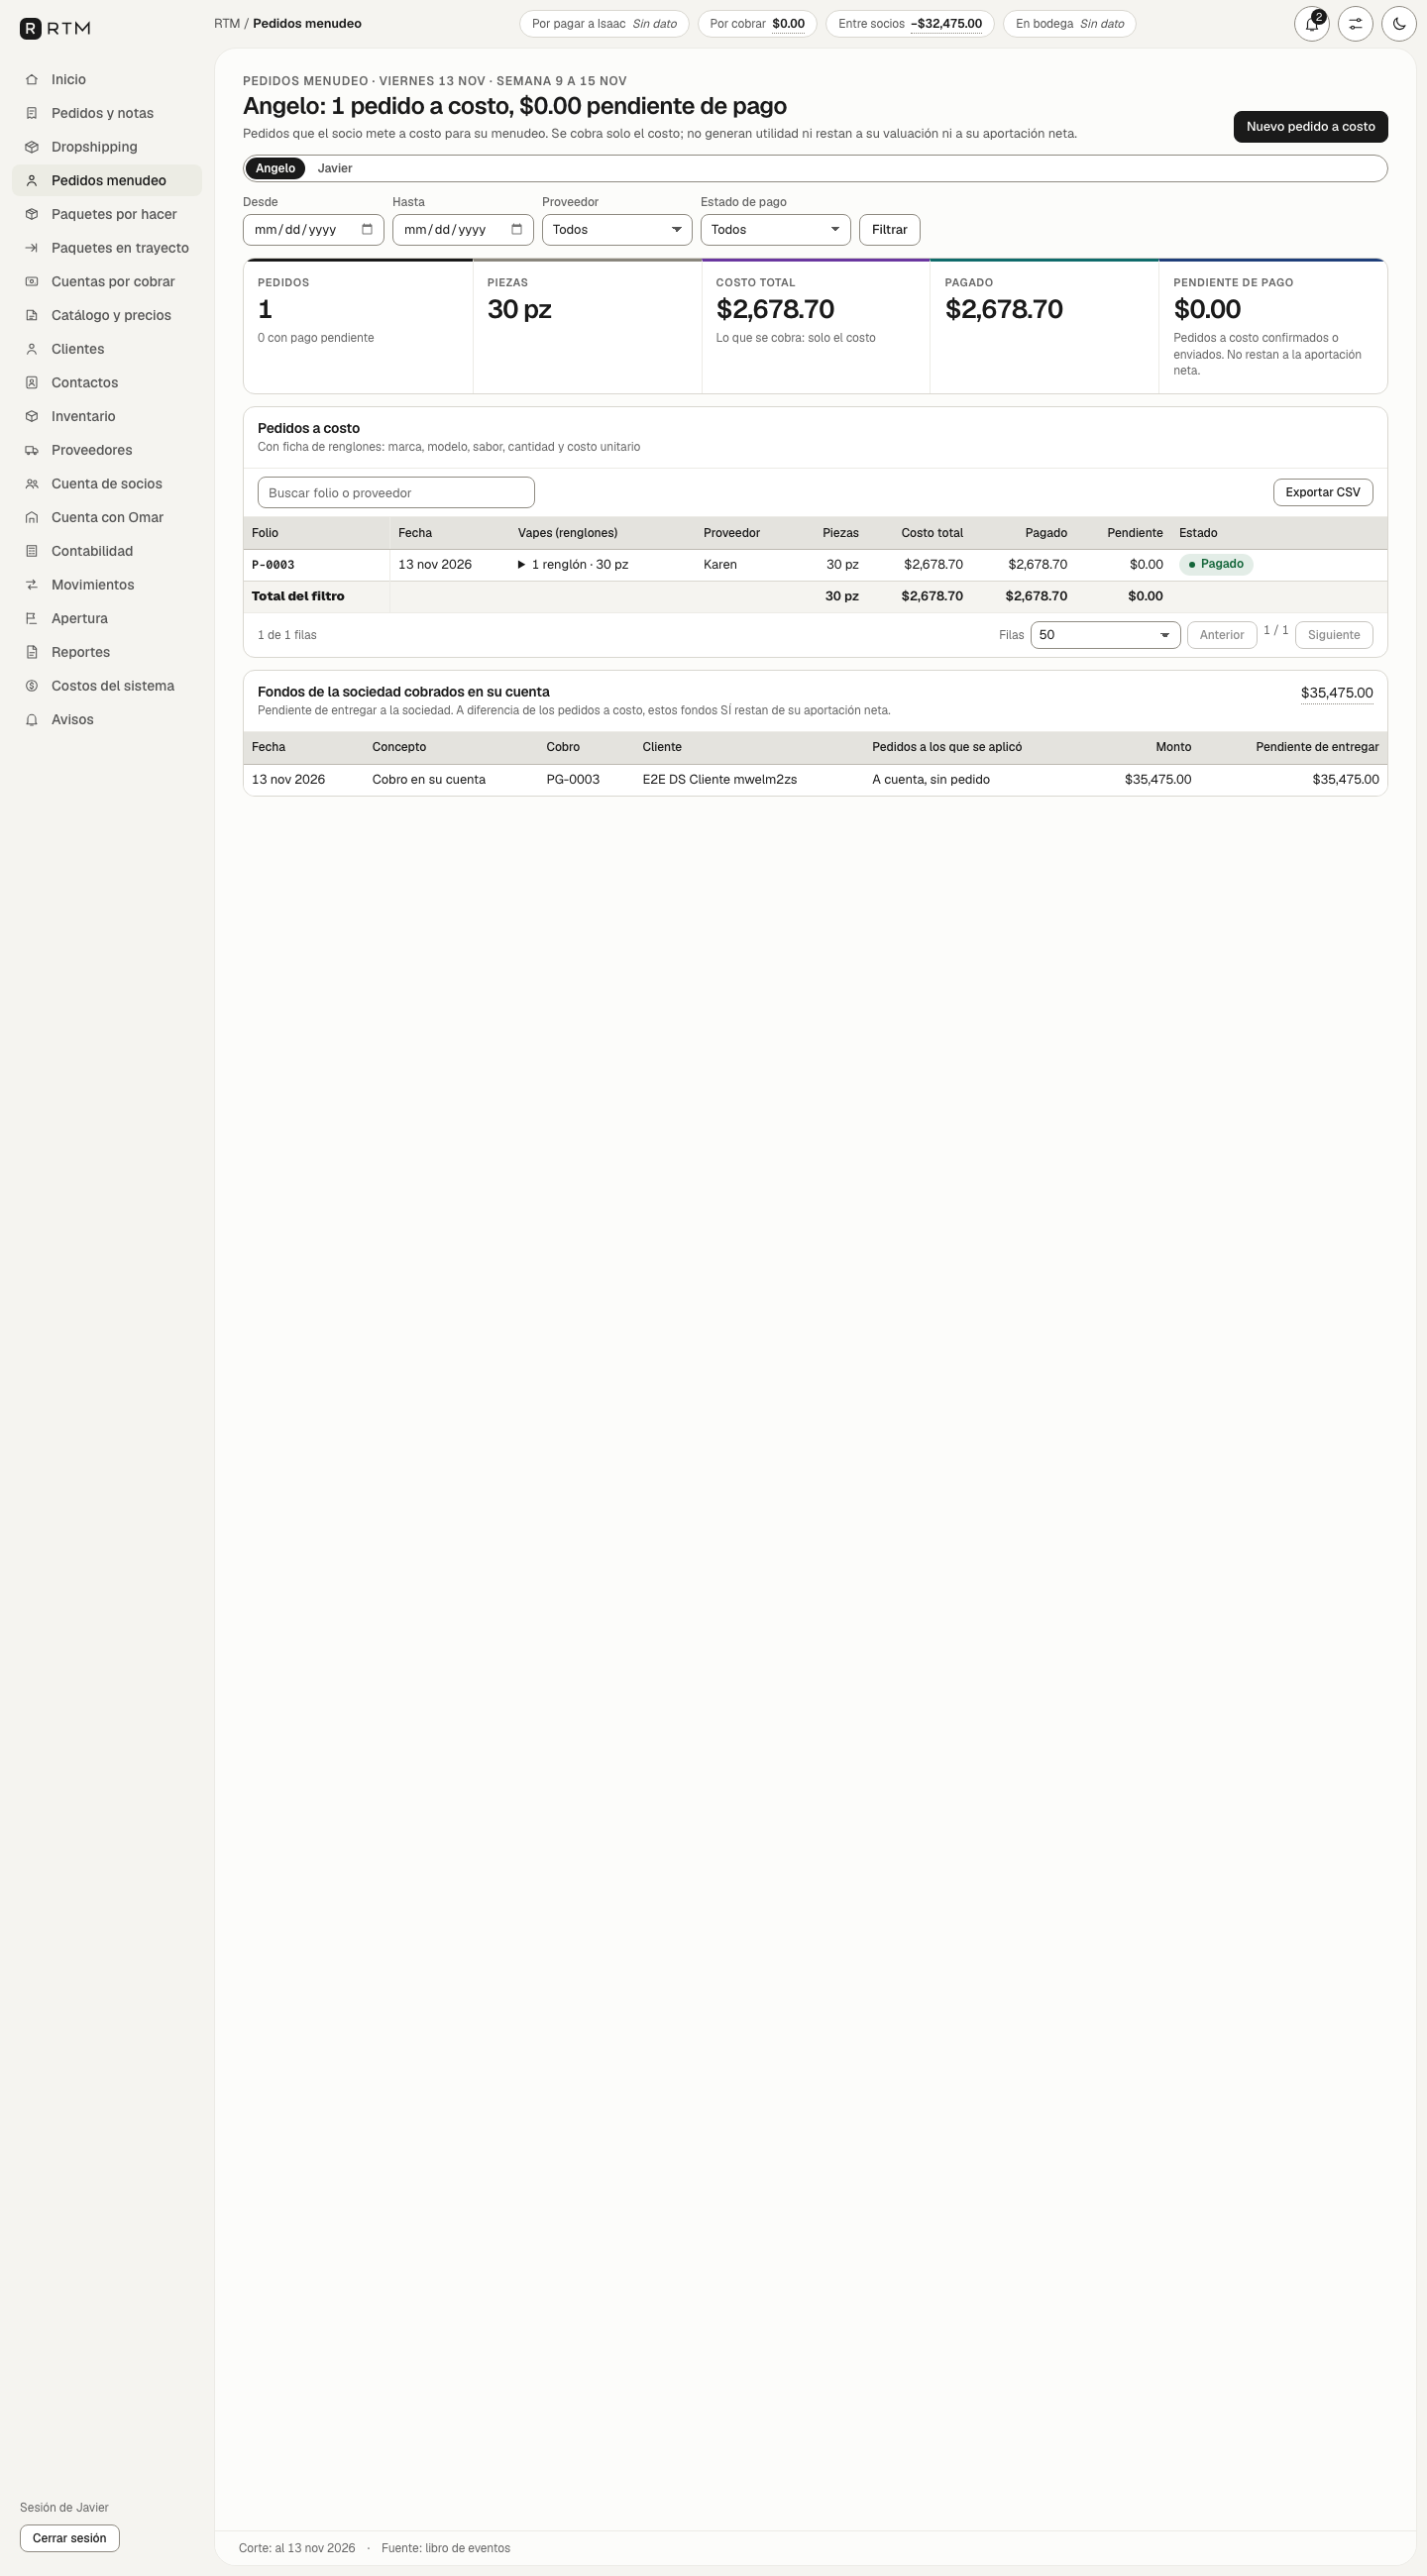 R RTM
RTM / Pedidos menudeo
Por pagar a Isaac Sin dato
Por cobrar $0.00
Entre socios −$32,475.00
En bodega Sin dato
2
Inicio
Pedidos y notas
Dropshipping
Pedidos menudeo
Paquetes por hacer
Paquetes en trayecto
Cuentas por cobrar
Catálogo y precios
Clientes
Contactos
Inventario
Proveedores
Cuenta de socios
Cuenta con Omar
Contabilidad
Movimientos
Apertura
Reportes
Costos del sistema
Avisos
Sesión de Javier
Cerrar sesión
PEDIDOS MENUDEO · VIERNES 13 NOV · SEMANA 9 A 15 NOV
Angelo: 1 pedido a costo, $0.00 pendiente de pago
Pedidos que el socio mete a costo para su menudeo. Se cobra solo el costo; no generan utilidad ni restan a su valuación ni a su aportación neta.
Nuevo pedido a costo
Angelo Javier
Desde Hasta Proveedor Estado de pago
mm/dd/yyyy mm/dd/yyyy Todos Todos Filtrar
PEDIDOS
1
0 con pago pendiente
PIEZAS
30 pz
COSTO TOTAL
$2,678.70
Lo que se cobra: solo el costo
PAGADO
$2,678.70
PENDIENTE DE PAGO
$0.00
Pedidos a costo confirmados o
enviados. No restan a la aportación
neta.
Pedidos a costo
Con ficha de renglones: marca, modelo, sabor, cantidad y costo unitario
Buscar folio o proveedor
Exportar CSV
Folio Fecha Vapes (renglones) Proveedor Piezas Costo total Pagado Pendiente Estado
P-0003 13 nov 2026 ▶ 1 renglón · 30 pz Karen 30 pz $2,678.70 $2,678.70 $0.00 Pagado
Total del filtro 30 pz $2,678.70 $2,678.70 $0.00
1 de 1 filas Filas 50 Anterior 1 / 1 Siguiente
Fondos de la sociedad cobrados en su cuenta
$35,475.00
Pendiente de entregar a la sociedad. A diferencia de los pedidos a costo, estos fondos SÍ restan de su aportación neta.
Fecha Concepto Cobro Cliente Pedidos a los que se aplicó Monto Pendiente de entregar
13 nov 2026 Cobro en su cuenta PG-0003 E2E DS Cliente mwelm2zs A cuenta, sin pedido $35,475.00 $35,475.00
Corte: al 13 nov 2026 · Fuente: libro de eventos